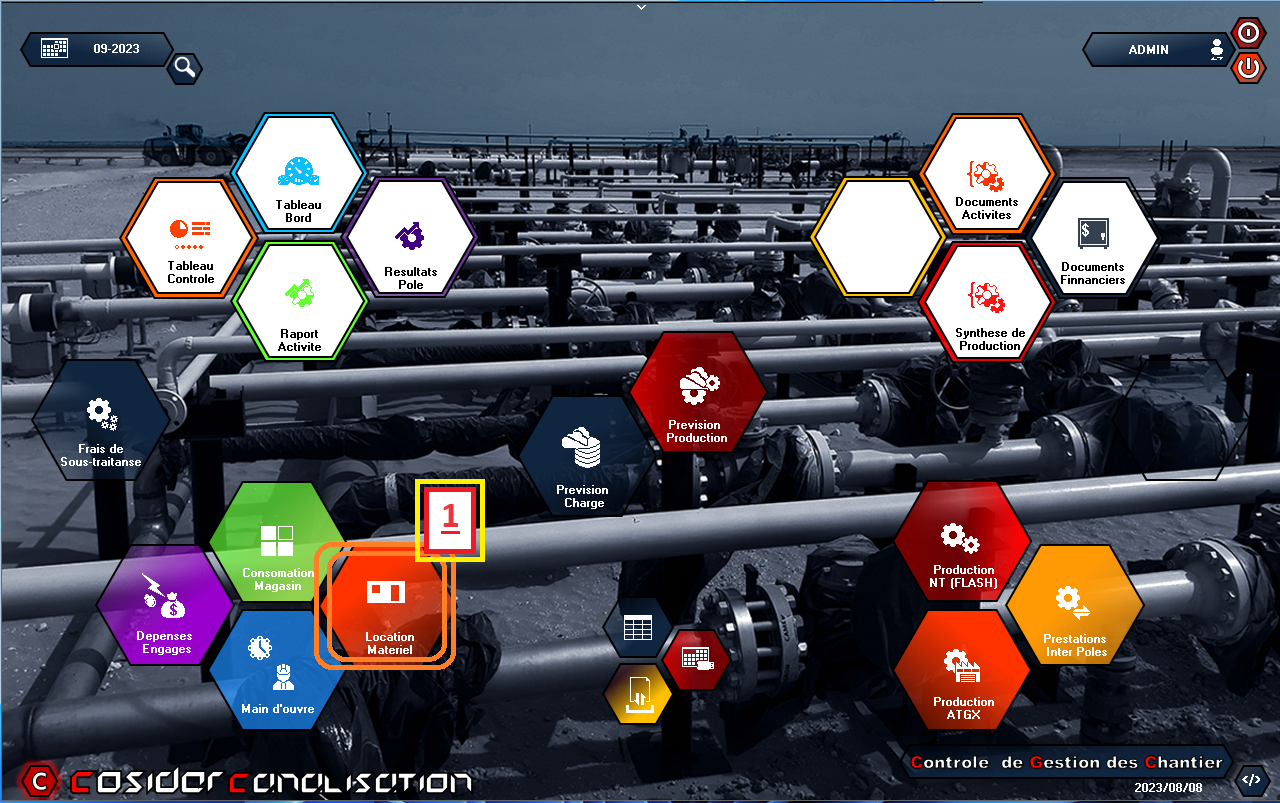 09-2023
ADMIN
Tableau
Bord
Tableau
Controle
Resultats
Pole
Raport
Activite
Documents
Activites
Documents
Finnanciers
Synthese de
Production
Frais de
Sous-traitanse
Prevision
Production
Prevision
Charge
1
Consomation
Magasin
Depenses
Engages
Location
Materiel
Main d'ouvre
Production
NT (FLASH)
Prestations
Inter Poles
Production
ATGX
C cosider canalisation
Controle de Gestion des Chantier
2023/08/08